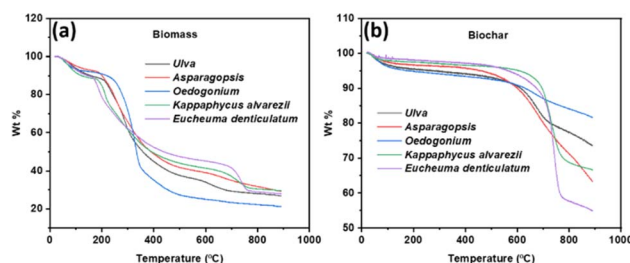 (a)
Biomass
Ulva
Asparagopsis
Oedogonium
Kappaphycus alvarezii
Eucheuma denticulatum
Wt %
120
100
80
60
40
20
0
200
400
600
800
1000
Temperature (°C)
(b)
Biochar
Ulva
Asparagopsis
Oedogonium
Kappaphycus alvarezii
Eucheuma denticulatum
Wt %
110
100
90
80
70
60
50
0
200
400
600
800
1000
Temperature (°C)